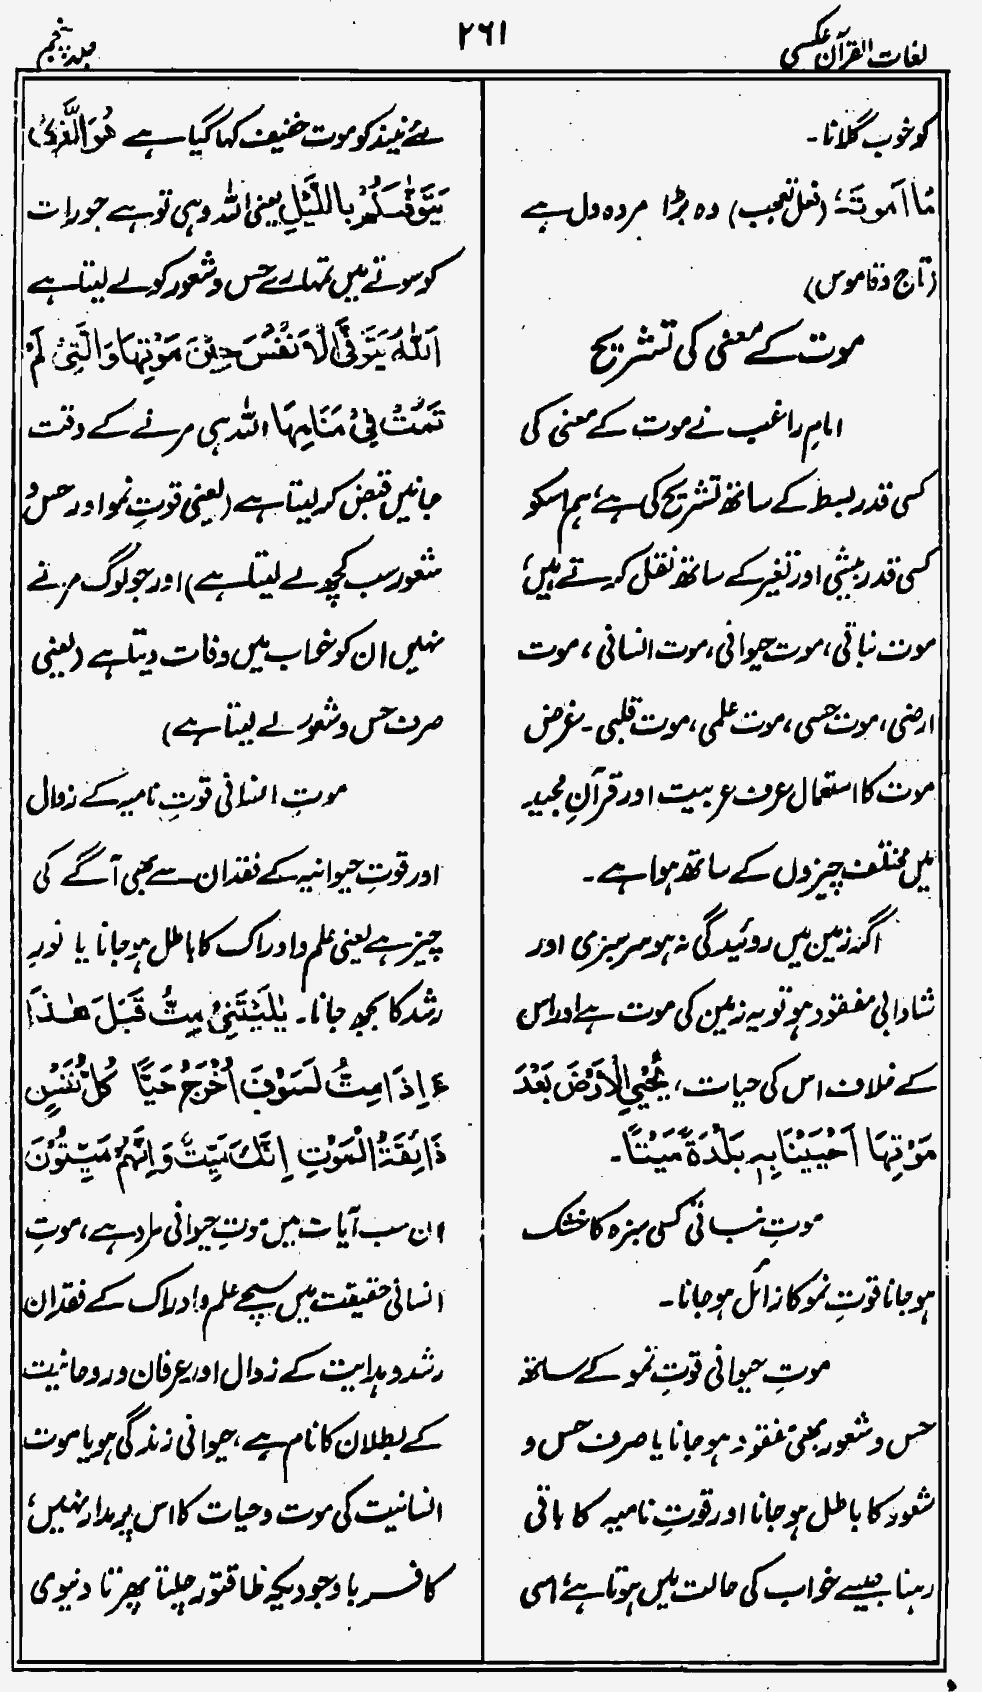 لغات القرآن عکسی
۲۶۱
جلد پنجم
کو خوب گلانا۔
مَا اَمْوَتَہٗ (فعل تعجب) وہ بڑا مردہ دل ہے
(تاج وقاموس)
موت کے معنی کی تشریح
امام راغب نے موت کے معنی کی
کسی قدر بسط کے ساتھ تشریح کی ہے، ہم اسکو
کسی قدر بیشی اور تغیر کے ساتھ نقل کرتے ہیں،
موت نباتی، موت حیوانی، موت انسانی، موت
ارضی، موت حسی، موت علمی، موت قلبی۔ غرض
موت کا استعمال عرف عربیت اور قرآنِ مجید
میں مختلف چیزوں کے ساتھ ہوا ہے۔
اگر زمین میں روئیدگی نہ ہو سرسبزی اور
شادابی مفقود ہو تو یہ زمین کی موت ہے اور اس
کے خلاف اس کی حیات، یُحْیِی الْاَرْضَ بَعْدَ
مَوْتِہَا اَحْیَیْنَا بِہٖ بَلْدَۃً مَّیْتًا۔
موتِ نباتی کسی سبزہ کا خشک
ہو جانا قوتِ نمو کا زائل ہو جانا۔
موتِ حیوانی قوتِ نمو کے ساتھ
حس و شعور بھی مفقود ہو جانا یا صرف حس و
شعور کا باطل ہو جانا اور قوتِ نامیہ کا باقی
رہنا جیسے خواب کی حالت میں ہوتا ہے اسی
لئے نیند کو موت خفیف کہا گیا ہے ھُوَ الَّذِیْ
یَتَوَفّٰىکُمْ بِاللَّیْلِ یعنی اللہ وہی تو ہے جو رات
کو سوتے میں تمہارے حس و شعور کو لے لیتا ہے
اَللّٰہُ یَتَوَفَّی الْاَنْفُسَ حِیْنَ مَوْتِہَا وَالَّتِیْ لَمْ
تَمُتْ فِیْ مَنَامِہَا اللہ ہی مرنے کے وقت
جانیں قبض کر لیتا ہے (یعنی قوتِ نمو اور حس و
شعور سب کچھ لے لیتا ہے) اور جو لوگ مرتے
نہیں ان کو خواب میں وفات دیتا ہے (یعنی
صرف حس و شعور لے لیتا ہے)
موتِ انسانی قوتِ نامیہ کے زوال
اور قوتِ حیوانیہ کے فقدان سے بھی آگے کی
چیز ہے یعنی علم و ادراک کا باطل ہو جانا یا نورِ
رشد کا بجھ جانا۔ یٰلَیْتَنِیْ مِتُّ قَبْلَ ھٰذَا
ءَاِذَا مِتُّ لَسَوْفَ اُخْرَجُ حَیًّا کُلُّ نَفْسٍ
ذَائِقَۃُ الْمَوْتِ اِنَّکَ مَیِّتٌ وَّاِنَّہُمْ مَّیِّتُوْنَ
ان سب آیات میں موتِ حیوانی مراد ہے، موتِ
انسانی حقیقت میں سچے علم و ادراک کے فقدان
رشد و ہدایت کے زوال اور عرفان و روحانیت
کے بطلان کا نام ہے، حیوانی زندگی ہو یا موت
انسانیت کی موت و حیات کا اس پر مدار نہیں،
کافر باوجودیکہ طاقتور چلتا پھرتا دنیوی